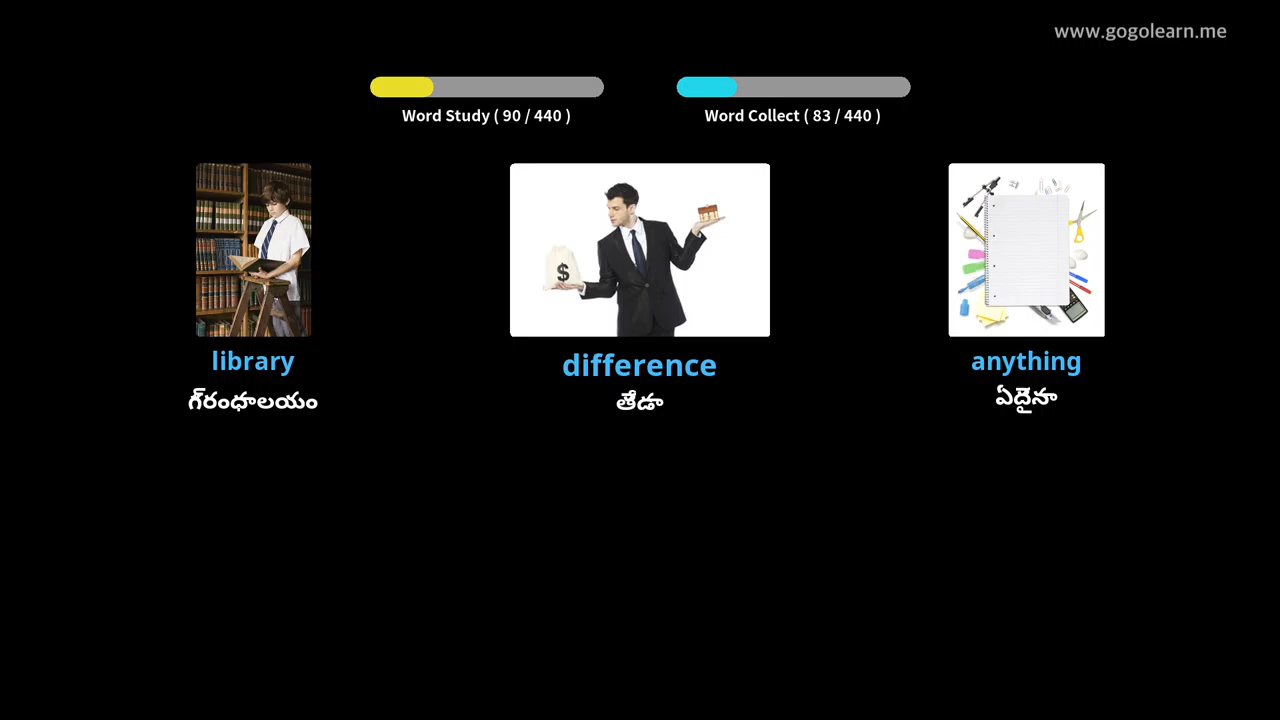 www.gogolearn.me
Word Study ( 90 / 440 )
Word Collect ( 83 / 440 )
$
library
difference
anything
గ్రంధాలయం
తేడా
ఏదైనా